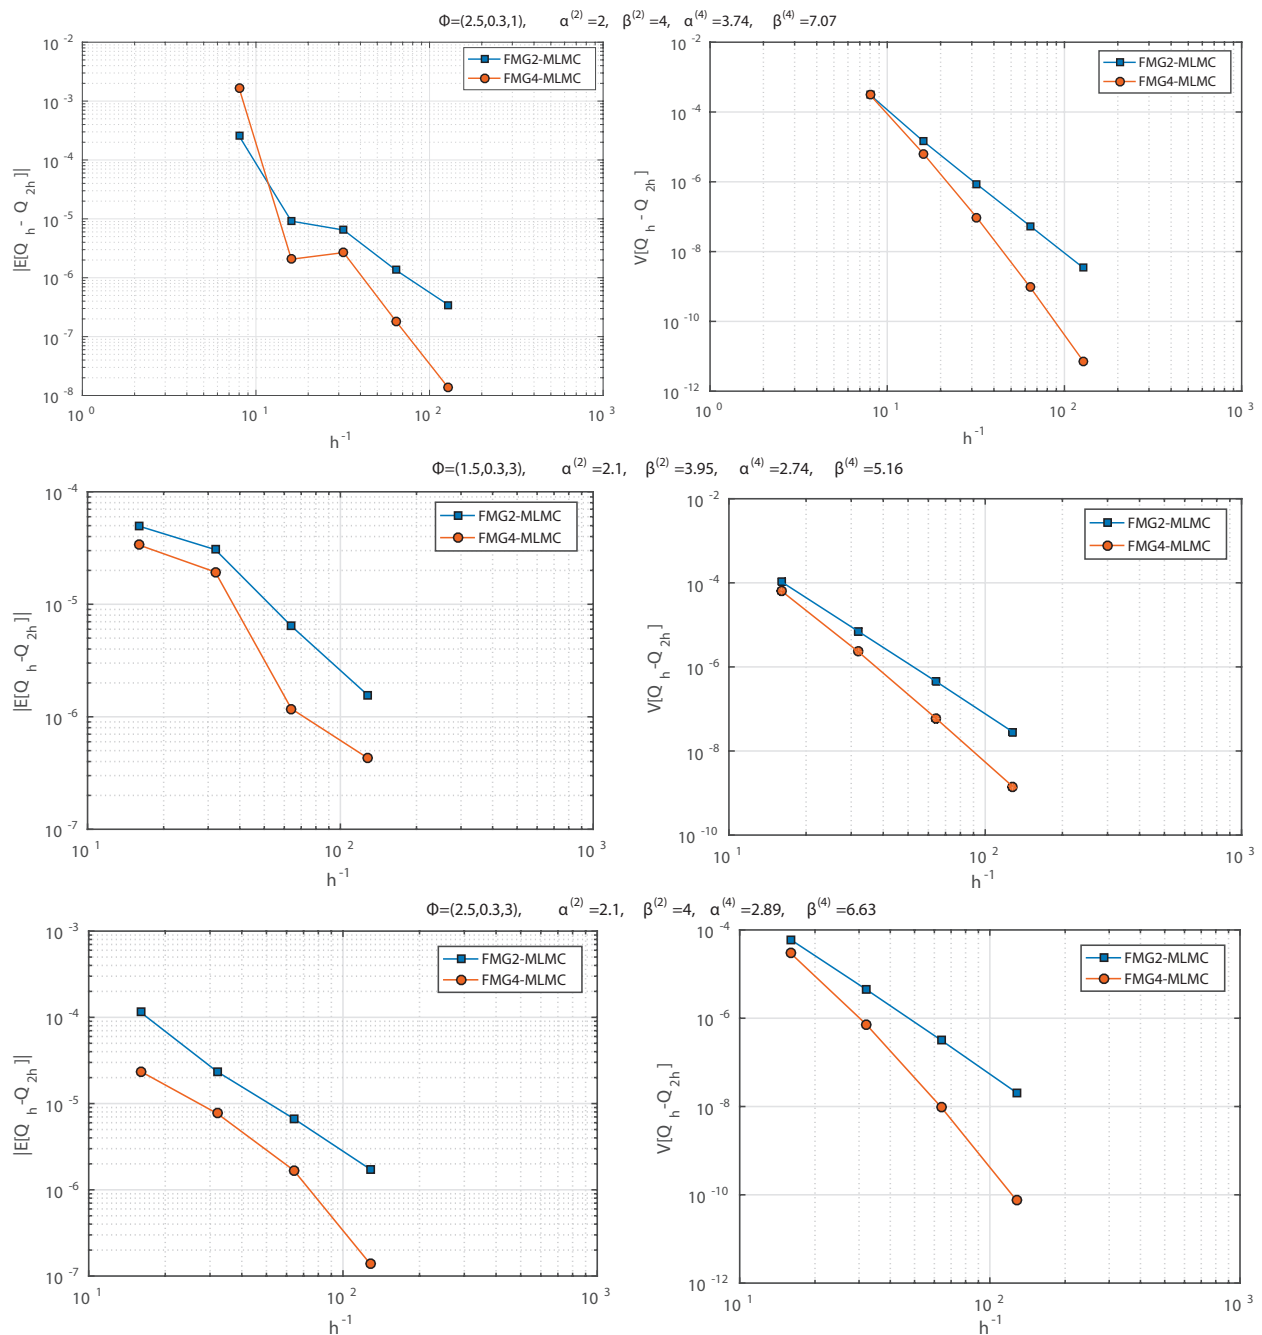 Φ=(2.5,0.3,1), α(2) =2, β(2) =4, α(4) =3.74, β(4) =7.07
10 -2
10 -3
10 -4
10 -5
10 -6
10 -7
10 -8
|E[Q h - Q 2h ]|
FMG2-MLMC
FMG4-MLMC
10 0
10 1
10 2
10 3
h -1
10 -2
10 -4
10 -6
10 -8
10 -10
10 -12
V[Q h - Q 2h ]
FMG2-MLMC
FMG4-MLMC
10 0
10 1
10 2
10 3
h -1
Φ=(1.5,0.3,3), α(2) =2.1, β(2) =3.95, α(4) =2.74, β(4) =5.16
10 -4
10 -5
10 -6
10 -7
|E[Q h -Q 2h ]|
FMG2-MLMC
FMG4-MLMC
10 1
10 2
10 3
h -1
10 -2
10 -4
10 -6
10 -8
10 -10
V[Q h -Q 2h ]
FMG2-MLMC
FMG4-MLMC
10 1
10 2
10 3
h -1
Φ=(2.5,0.3,3), α(2) =2.1, β(2) =4, α(4) =2.89, β(4) =6.63
10 -3
10 -4
10 -5
10 -6
10 -7
|E[Q h -Q 2h ]|
FMG2-MLMC
FMG4-MLMC
10 1
10 2
10 3
h -1
10 -4
10 -6
10 -8
10 -10
10 -12
V[Q h -Q 2h ]
FMG2-MLMC
FMG4-MLMC
10 1
10 2
10 3
h -1